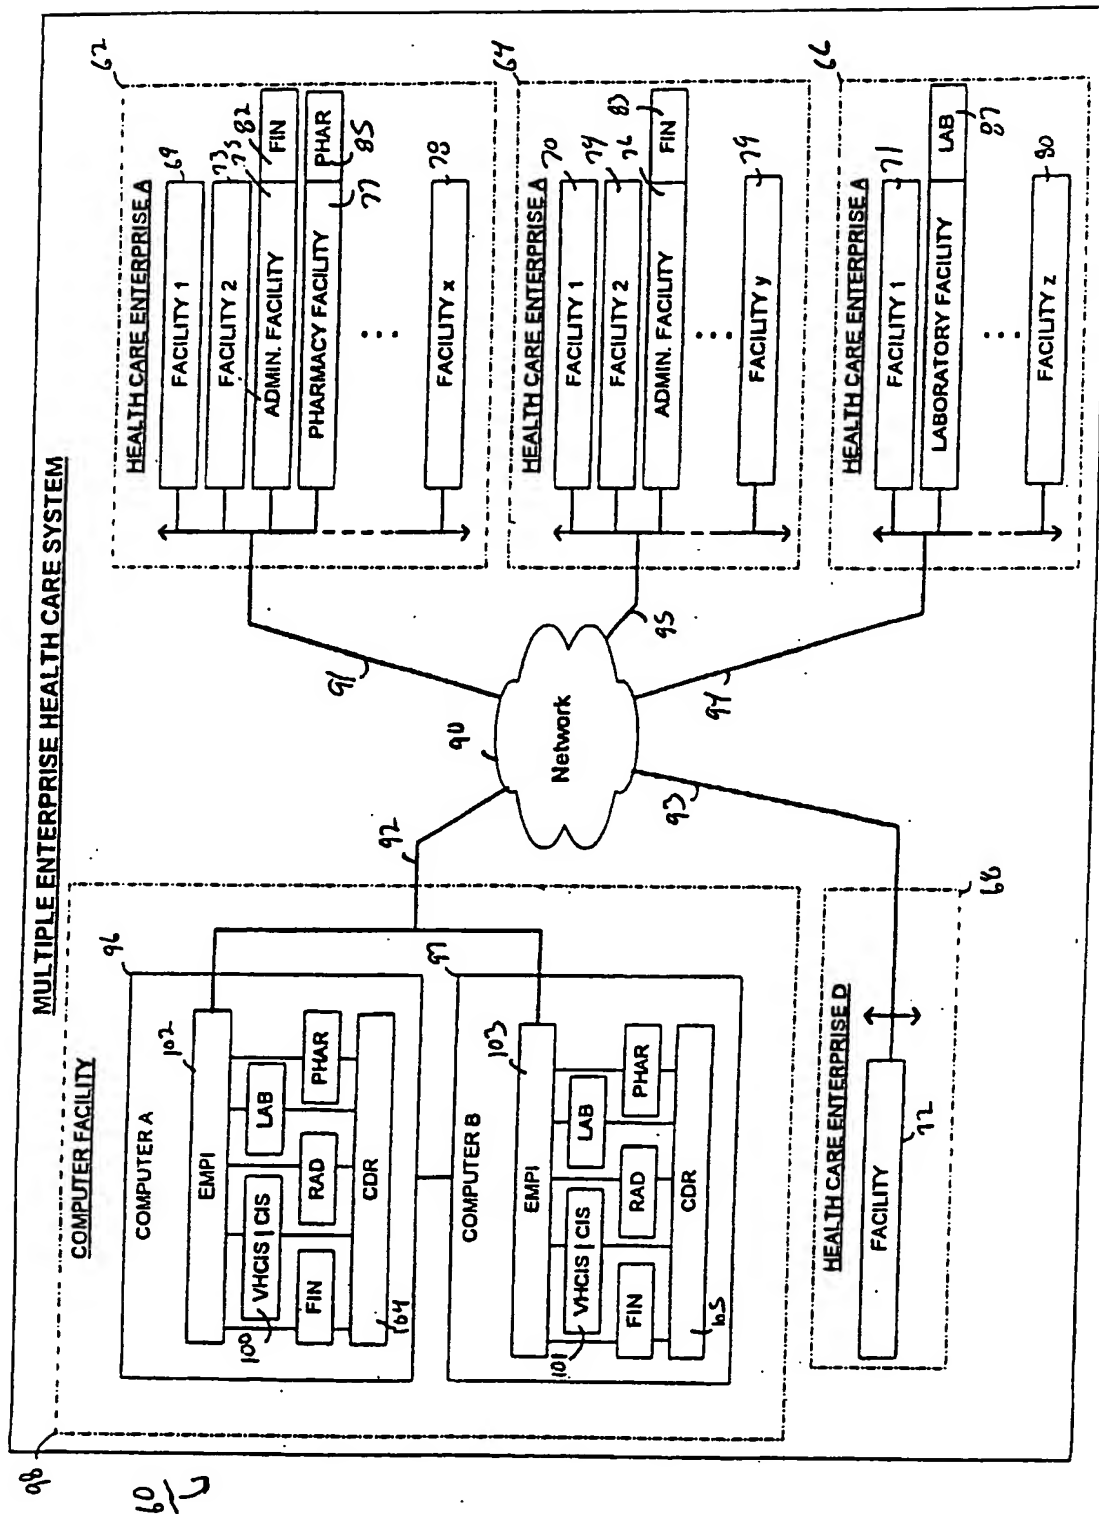 MULTIPLE ENTERPRISE HEALTH CARE SYSTEM
60
98
COMPUTER FACILITY
96
COMPUTER A
102
EMPI
100
VHCIS | CIS
LAB
FIN
RAD
PHAR
CDR
104
97
COMPUTER B
103
EMPI
101
VHCIS | CIS
LAB
FIN
RAD
PHAR
CDR
105
HEALTH CARE ENTERPRISE D
68
FACILITY
72
90
Network
91
92
93
94
95
62
HEALTH CARE ENTERPRISE A
FACILITY 1
69
FACILITY 2
73
ADMIN. FACILITY
75
FIN
82
PHARMACY FACILITY
77
PHAR
85
FACILITY x
78
64
HEALTH CARE ENTERPRISE A
FACILITY 1
70
FACILITY 2
74
ADMIN. FACILITY
76
FIN
83
FACILITY y
79
66
HEALTH CARE ENTERPRISE A
FACILITY 1
71
LABORATORY FACILITY
LAB
87
FACILITY z
80